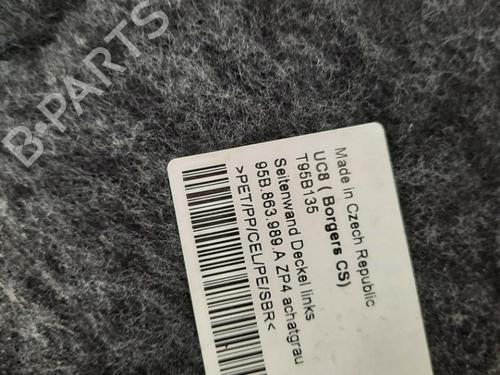 B-PARTS
Made in Czech Republic
UC8 ( Borgers CS)
T95B135
Seitenwand Deckel links
95B.863.989.A ZP4 achatgrau
>PET/PP/CEL/PE/SBR<